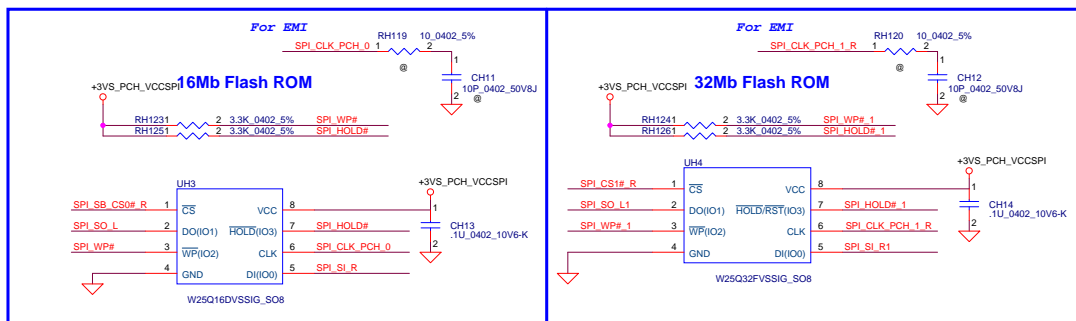 For EMI
RH119 10_0402_5%
SPI_CLK_PCH_0 1 2
@
1
CH11
10P_0402_50V8J
@
2
16Mb Flash ROM
+3VS_PCH_VCCSPI
RH1231 2 3.3K_0402_5% SPI_WP#
RH1251 2 3.3K_0402_5% SPI_HOLD#
UH3
+3VS_PCH_VCCSPI
SPI_SB_CS0#_R 1 CS VCC 8
SPI_SO_L 2 DO(IO1) HOLD(IO3) 7 SPI_HOLD#
SPI_WP# 3 WP(IO2) CLK 6 SPI_CLK_PCH_0
4 GND DI(IO0) 5 SPI_SI_R
1
CH13
.1U_0402_10V6-K
2
W25Q16DVSSIG_SO8
For EMI
RH120 10_0402_5%
SPI_CLK_PCH_1_R 1 2
@
1
CH12
10P_0402_50V8J
@
2
32Mb Flash ROM
+3VS_PCH_VCCSPI
RH1241 2 3.3K_0402_5% SPI_WP#_1
RH1261 2 3.3K_0402_5% SPI_HOLD#_1
UH4
+3VS_PCH_VCCSPI
SPI_CS1#_R 1 CS VCC 8
SPI_SO_L1 2 DO(IO1) HOLD/RST(IO3) 7 SPI_HOLD#_1
SPI_WP#_1 3 WP(IO2) CLK 6 SPI_CLK_PCH_1_R
4 GND DI(IO0) 5 SPI_SI_R1
1
CH14
.1U_0402_10V6-K
2
W25Q32FVSSIG_SO8